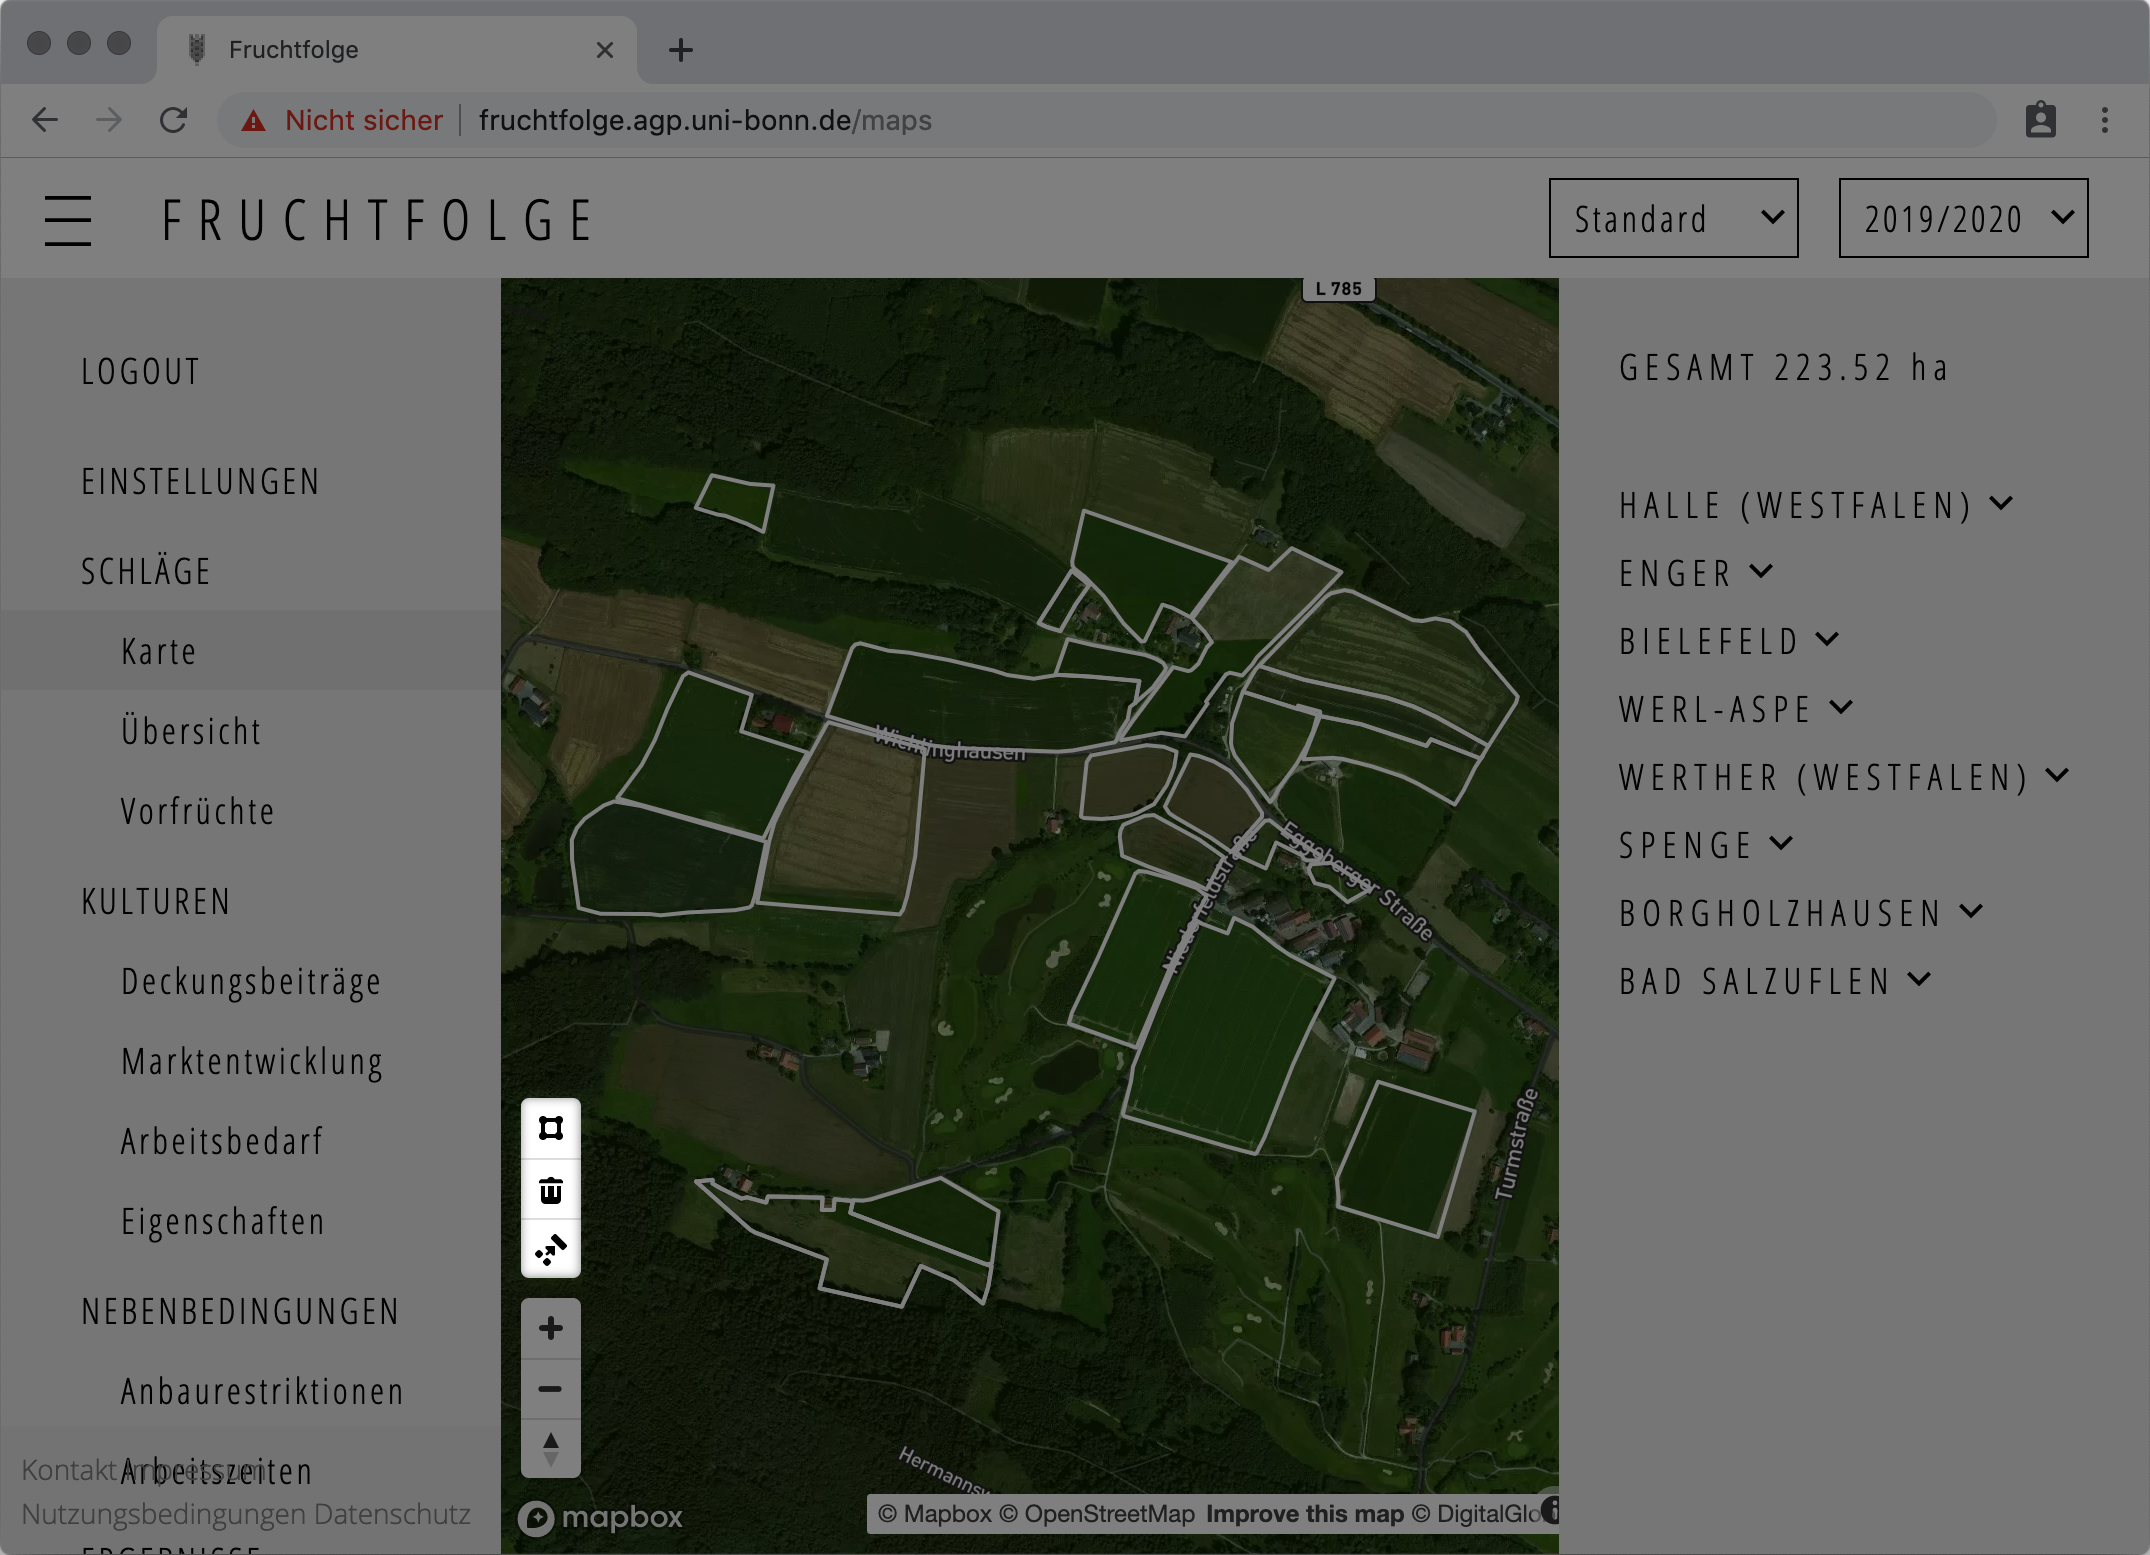 Fruchtfolge
Nicht sicher fruchtfolge.agp.uni-bonn.de/maps
FRUCHTFOLGE
Standard
2019/2020
LOGOUT
EINSTELLUNGEN
SCHLÄGE
Karte
Übersicht
Vorfrüchte
KULTUREN
Deckungsbeiträge
Marktentwicklung
Arbeitsbedarf
Eigenschaften
NEBENBEDINGUNGEN
Anbaurestriktionen
Arbeitszeiten
Kontakt Impressum
Nutzungsbedingungen Datenschutz
ERGEBNISSE
L 785
Wichlinghausen
Eggeberger Straße
Niederfeldstraße
Turmstraße
Hermannsw
mapbox
© Mapbox © OpenStreetMap Improve this map © DigitalGlo
GESAMT 223.52 ha
HALLE (WESTFALEN)
ENGER
BIELEFELD
WERL-ASPE
WERTHER (WESTFALEN)
SPENGE
BORGHOLZHAUSEN
BAD SALZUFLEN